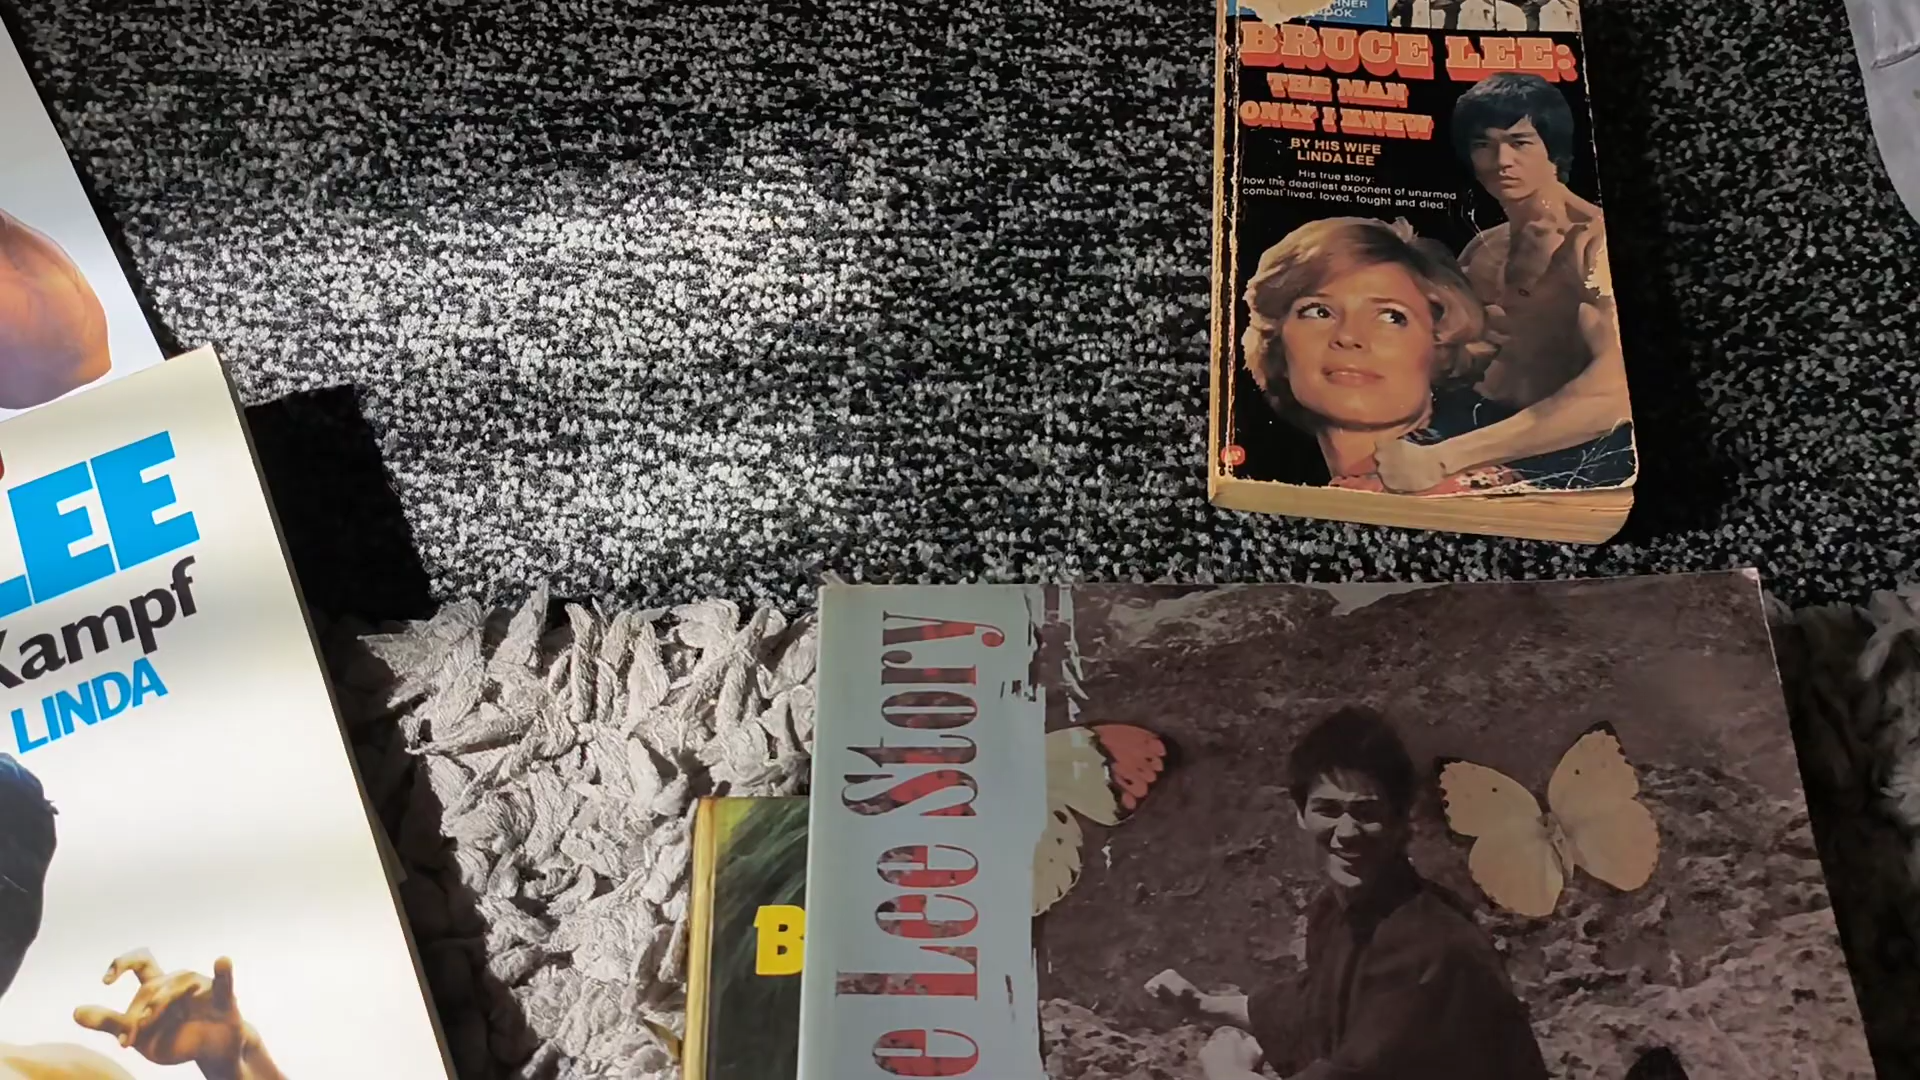 BRUCE LEE:
THE MAN
ONLY I KNEW
BY HIS WIFE
LINDA LEE
His true story:
how the deadliest exponent of unarmed
combat lived, loved, fought and died.
LEE
Kampf
LINDA
e Lee Story
B